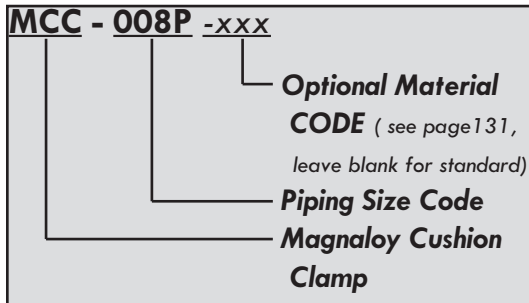 MCC - 008P -xxx
Optional Material
CODE ( see page131,
leave blank for standard)
Piping Size Code
Magnaloy Cushion
Clamp